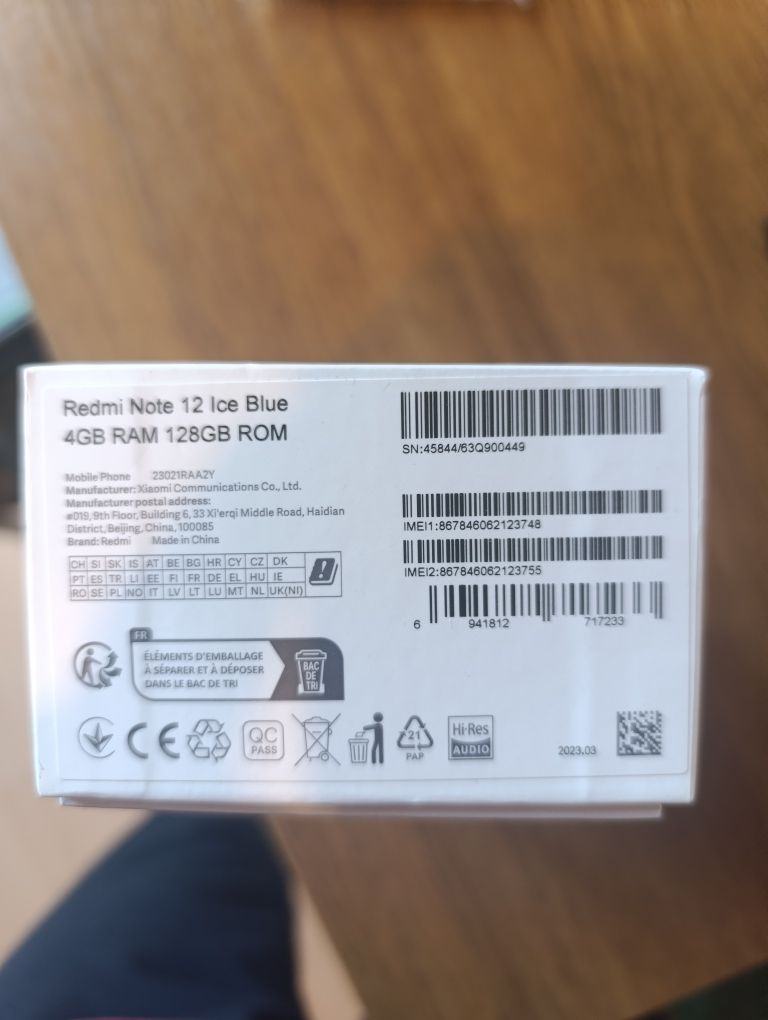 Redmi Note 12 Ice Blue
4GB RAM 128GB ROM
Mobile Phone 23021RAA2Y
Manufacturer: Xiaomi Communications Co., Ltd.
Manufacturer postal address:
#019, 9th Floor, Building 6, 33 Xi'erqi Middle Road, Haidian
District, Beijing, China, 100085
Brand: Redmi Made in China
CH SI SK IS AT BE BG HR CY CZ DK
PT ES TR LI EE FI FR DE EL HU IE
RO SE PL NO IT LV LT LU MT NL UK(NI)
FR
ÉLÉMENTS D'EMBALLAGE
À SÉPARER ET À DÉPOSER
DANS LE BAC DE TRI
BAC
DE
TRI
CE
QC
PASS
21
PAP
Hi-Res
AUDIO
SN:45844/63Q900449
IMEI1:867846062123748
IMEI2:867846062123755
6 941812 717233
2023.03